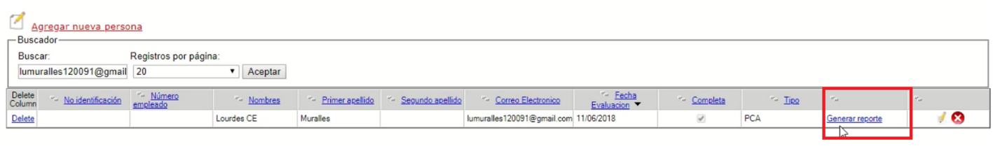 Agregar nueva persona
Buscador
Buscar: Registros por página:
lumuralles120091@gmail 20 Aceptar
Delete Column No identificación Número empleado Nombres Primer apellido Segundo apellido Correo Electronico Fecha Evaluacion Completa Tipo
Delete Lourdes CE Muralles lumuralles120091@gmail.com 11/06/2018 PCA Generar reporte